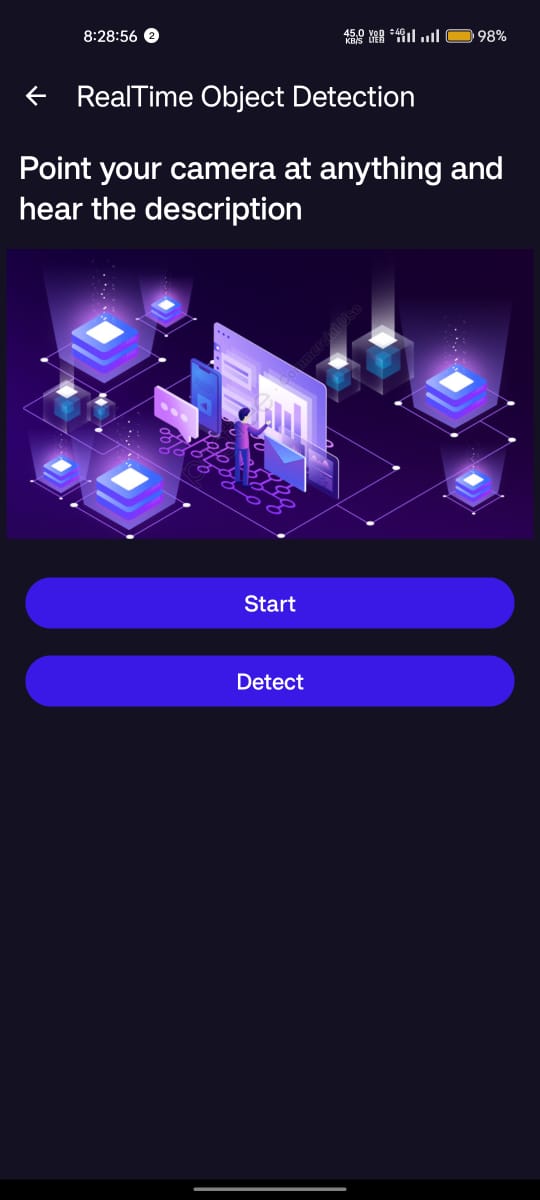 8:28:56 2
45.0 KB/S Vo LTE 4G 98%
RealTime Object Detection
Point your camera at anything and
hear the description
Start
Detect